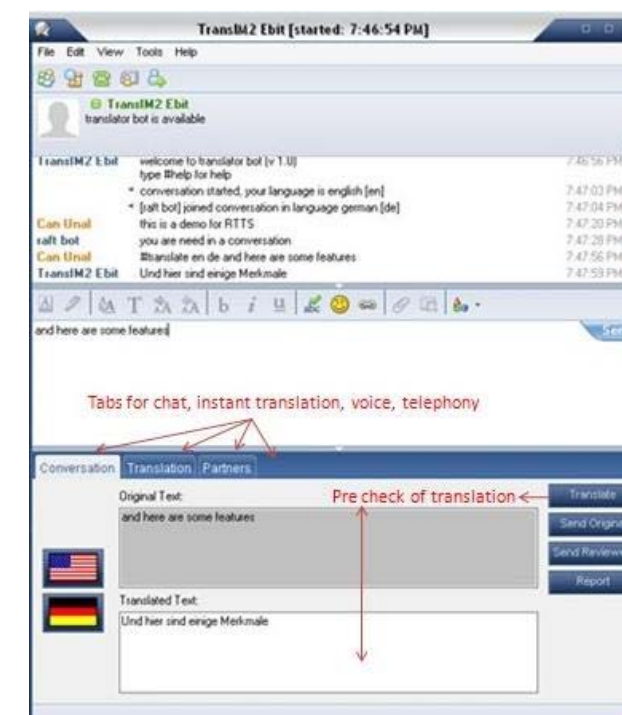 TransIM2 Ebit [started: 7:46:54 PM]
File Edit View Tools Help
TransIM2 Ebit
translator bot is available
TransIM2 Ebit welcome to translator bot [v 1.0] 7:46:56 PM
type #help for help
* conversation started, your language is english [en] 7:47:03 PM
* [raft bot] joined conversation in language german [de] 7:47:04 PM
Can Unal this is a demo for RTTS 7:47:20 PM
raft bot you are need in a conversation 7:47:28 PM
Can Unal #translate en de and here are some features 7:47:56 PM
TransIM2 Ebit Und hier sind einige Merkmale 7:47:59 PM
and here are some features
Sen
Tabs for chat, instant translation, voice, telephony
Conversation Translation Partners
Original Text: Pre check of translation Translate
and here are some features
Send Origina
Send Reviewe
Report
Translated Text:
Und hier sind einige Merkmale